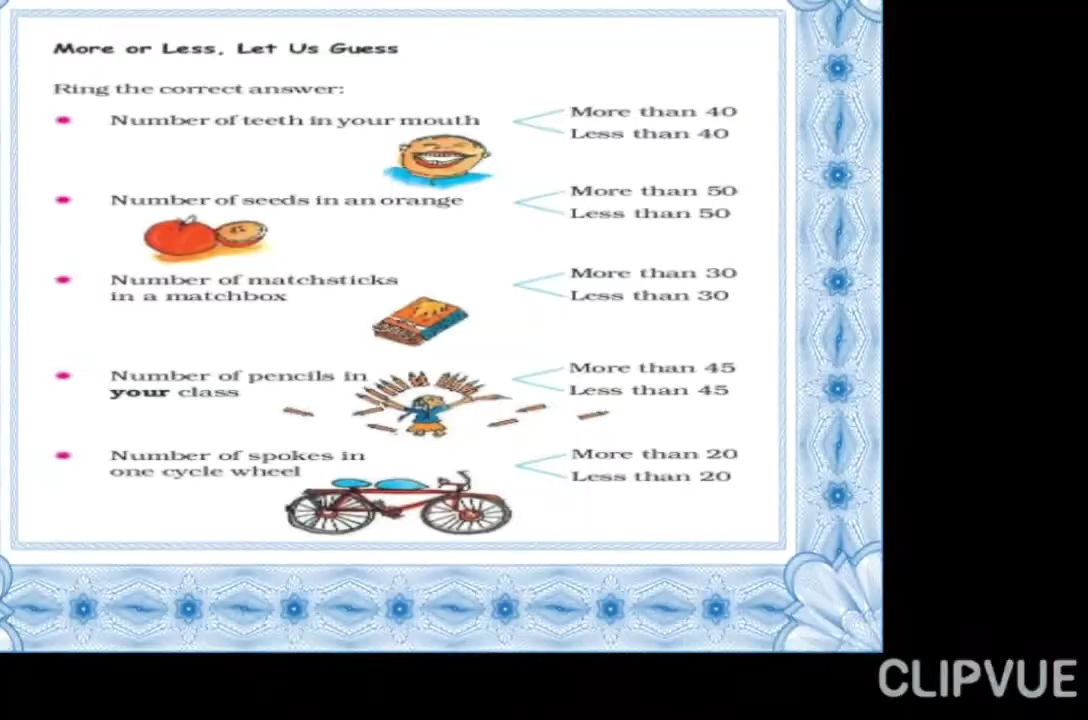 More or Less, Let Us Guess
Ring the correct answer:
Number of teeth in your mouth
More than 40
Less than 40
Number of seeds in an orange
More than 50
Less than 50
Number of matchsticks
in a matchbox
More than 30
Less than 30
Number of pencils in
your class
More than 45
Less than 45
Number of spokes in
one cycle wheel
More than 20
Less than 20
CLIPVUE